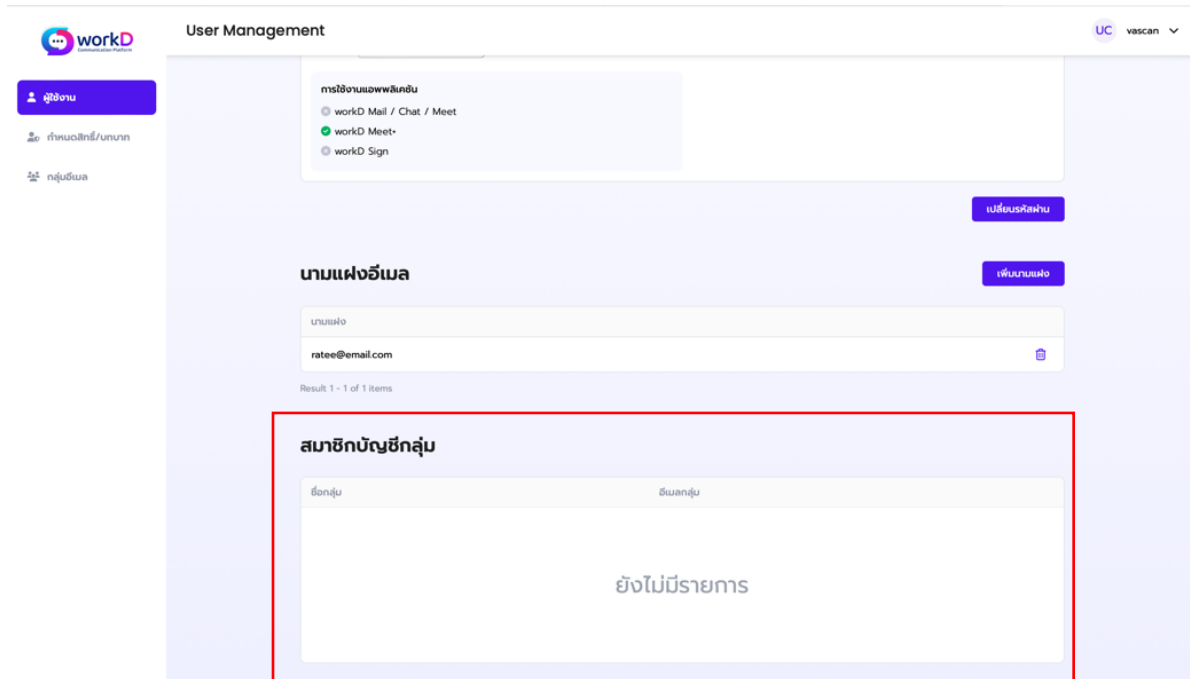 workD
Communication Platform
User Management
UC vascan
ผู้ใช้งาน
กำหนดสิทธิ์/บทบาท
กลุ่มอีเมล
การใช้งานแอพพลิเคชัน
workD Mail / Chat / Meet
workD Meet+
workD Sign
เปลี่ยนรหัสผ่าน
นามแฝงอีเมล
เพิ่มนามแฝง
นามแฝง
ratee@email.com
Result 1 - 1 of 1 items
สมาชิกบัญชีกลุ่ม
ชื่อกลุ่ม อีเมลกลุ่ม
ยังไม่มีรายการ